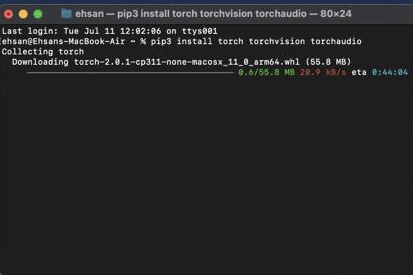 ehsan — pip3 install torch torchvision torchaudio — 80×24
Last login: Tue Jul 11 12:02:06 on ttys001
[ehsan@Ehsans-MacBook-Air ~ % pip3 install torch torchvision torchaudio
Collecting torch
Downloading torch-2.0.1-cp311-none-macosx_11_0_arm64.whl (55.8 MB)
0.6/55.8 MB 20.9 kB/s eta 0:44:04